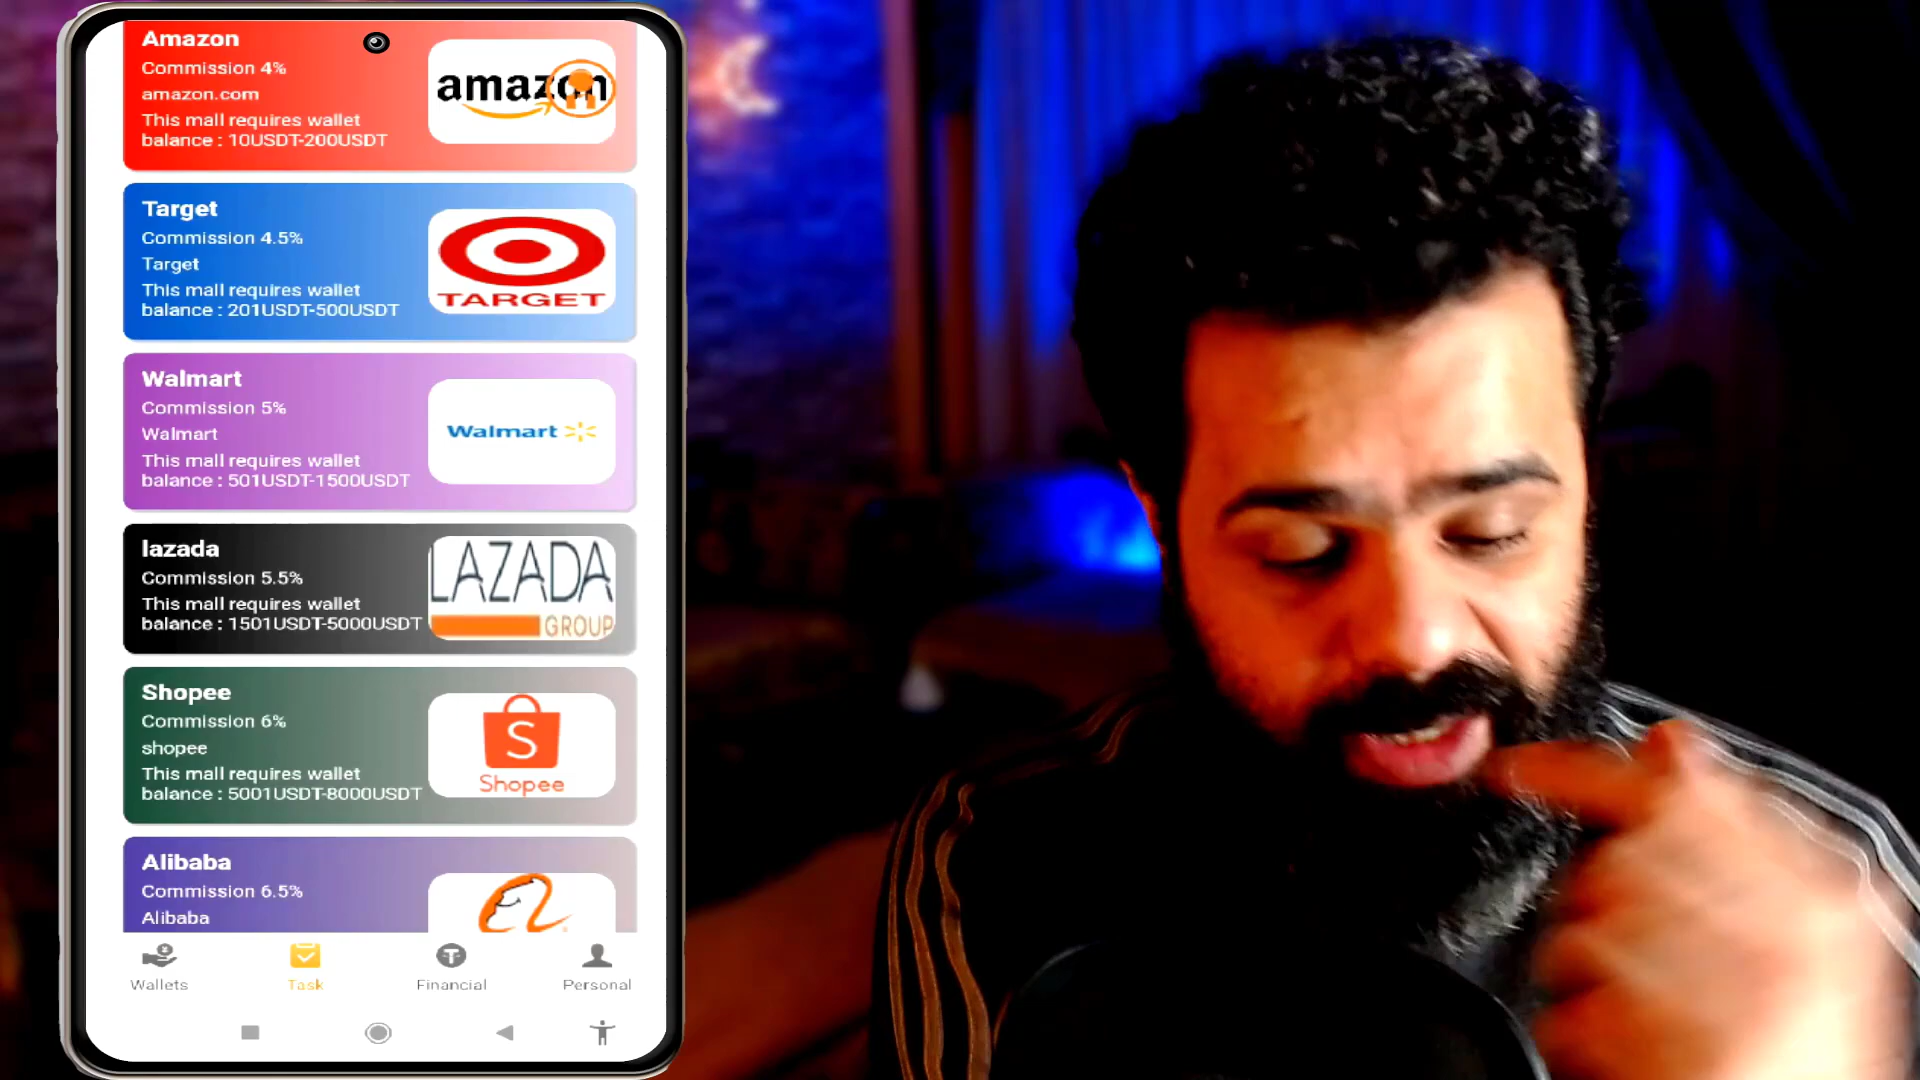 Amazon
Commission 4%
amazon.com
This mall requires wallet
balance : 10USDT-200USDT
amazon
Target
Commission 4.5%
Target
This mall requires wallet
balance : 201USDT-500USDT
TARGET
Walmart
Commission 5%
Walmart
This mall requires wallet
balance : 501USDT-1500USDT
Walmart
lazada
Commission 5.5%
This mall requires wallet
balance : 1501USDT-5000USDT
LAZADA
GROUP
Shopee
Commission 6%
shopee
This mall requires wallet
balance : 5001USDT-8000USDT
S
Shopee
Alibaba
Commission 6.5%
Alibaba
Wallets
Task
Financial
Personal